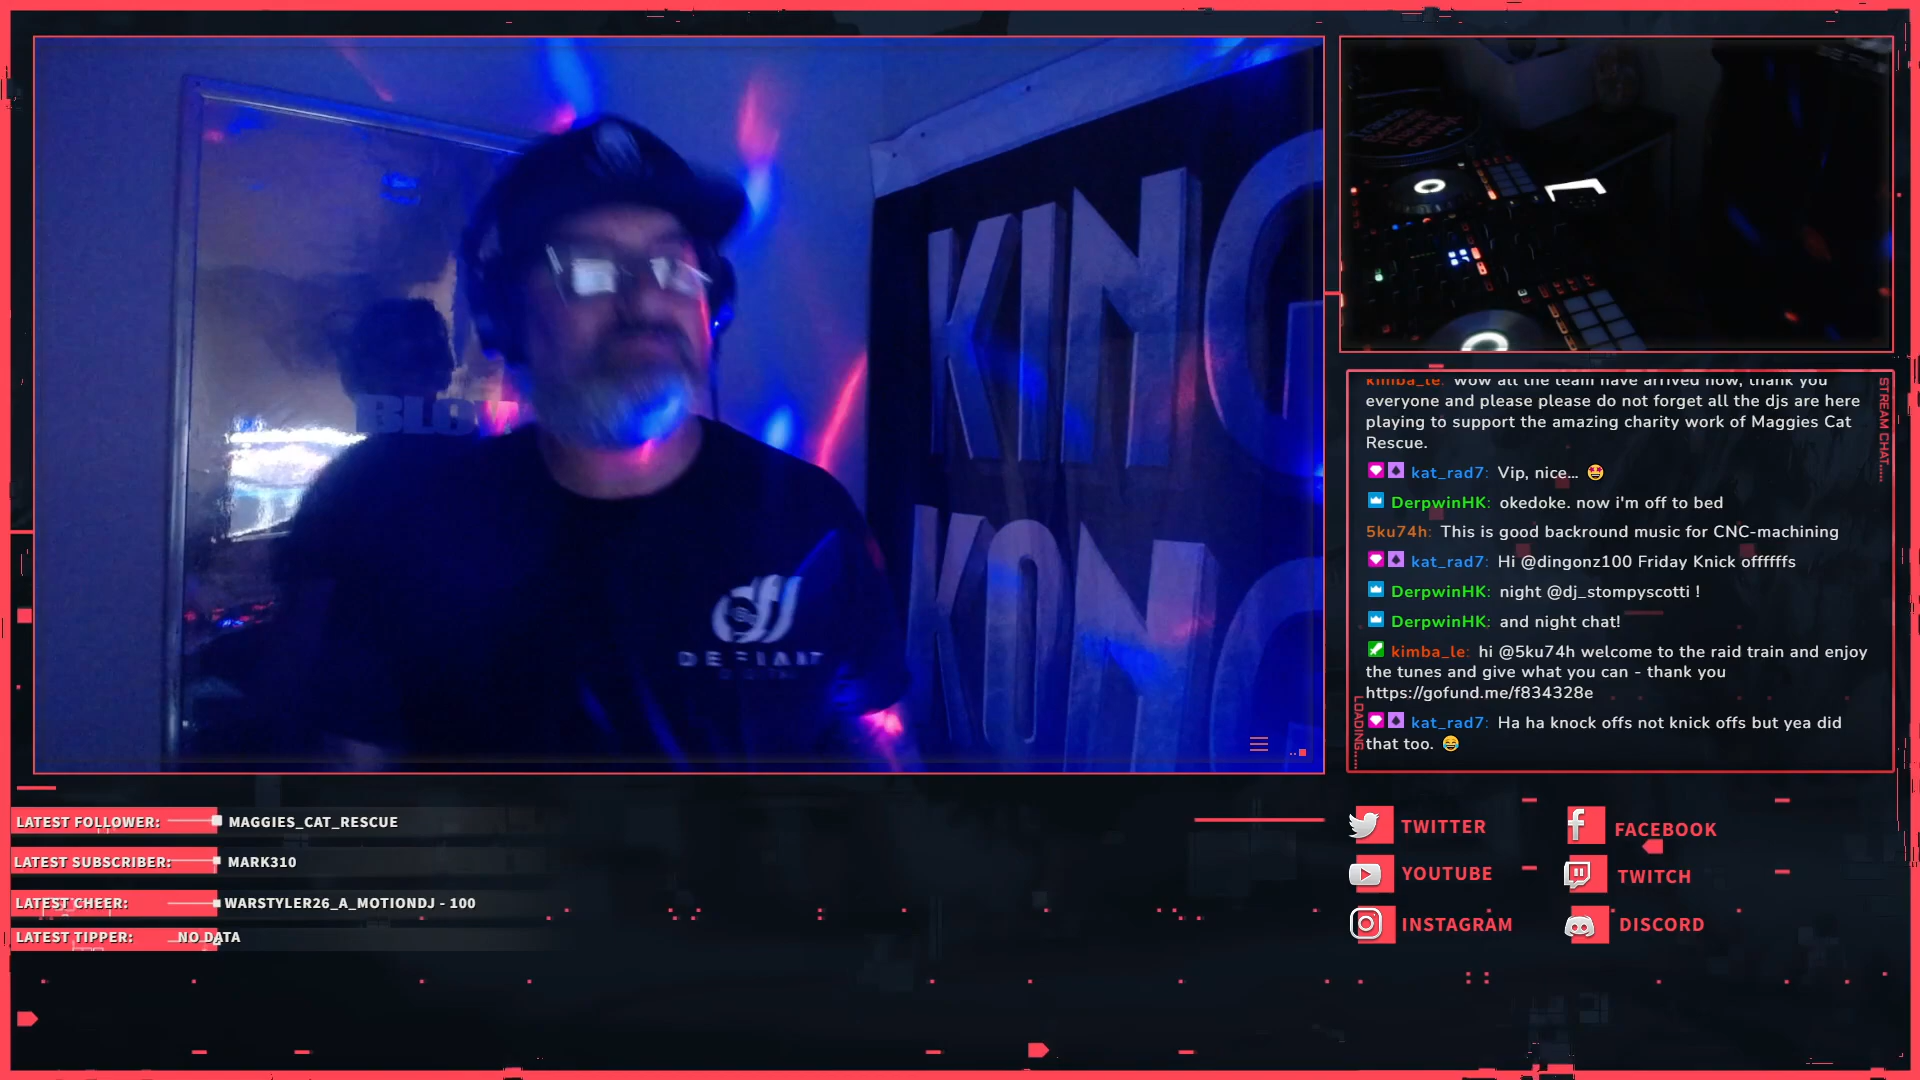 KING
KONG
BLOW
DEFIANT
kimba_le: wow all the team have arrived now, thank you
everyone and please please do not forget all the djs are here
playing to support the amazing charity work of Maggies Cat
Rescue.
kat_rad7: Vip, nice... 🤩
DerpwinHK: okedoke. now i'm off to bed
5ku74h: This is good backround music for CNC-machining
kat_rad7: Hi @dingonz100 Friday Knick offffffs
DerpwinHK: night @dj_stompyscotti !
DerpwinHK: and night chat!
kimba_le: hi @5ku74h welcome to the raid train and enjoy
the tunes and give what you can - thank you
https://gofund.me/f834328e
kat_rad7: Ha ha knock offs not knick offs but yea did
that too. 😂
STREAM CHAT.....
LOADING.....
LATEST FOLLOWER: MAGGIES_CAT_RESCUE
LATEST SUBSCRIBER: MARK310
LATEST CHEER: WARSTYLER26_A_MOTIONDJ - 100
LATEST TIPPER: NO DATA
TWITTER
FACEBOOK
YOUTUBE
TWITCH
INSTAGRAM
DISCORD